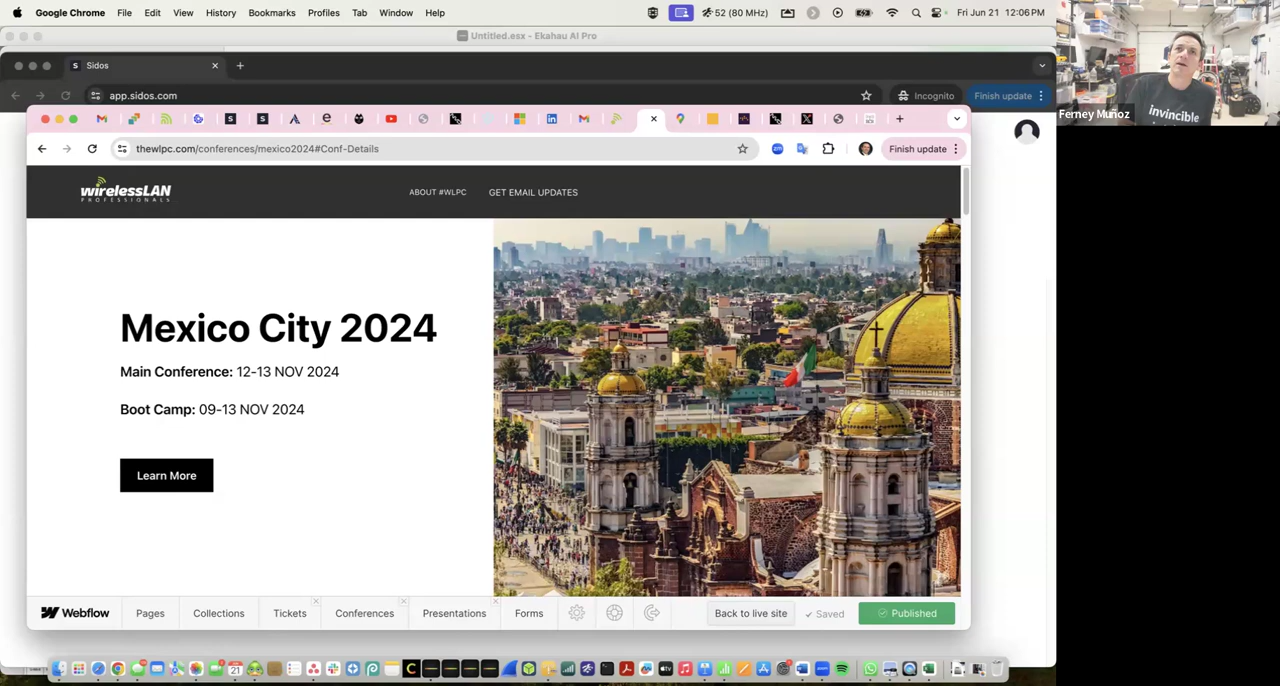 Google Chrome File Edit View History Bookmarks Profiles Tab Window Help 52 (80 MHz) Fri Jun 21 12:06 PM
Untitled.esx - Ekahau AI Pro
S Sidos
app.sidos.com Incognito Finish update
thewlpc.com/conferences/mexico2024#Conf-Details Finish update
wirelessLAN
PROFESSIONALS
ABOUT #WLPC GET EMAIL UPDATES
Mexico City 2024
Main Conference: 12-13 NOV 2024
Boot Camp: 09-13 NOV 2024
Learn More
Webflow Pages Collections Tickets Conferences Presentations Forms Back to live site Saved Published
invincible
Ferney Muñoz